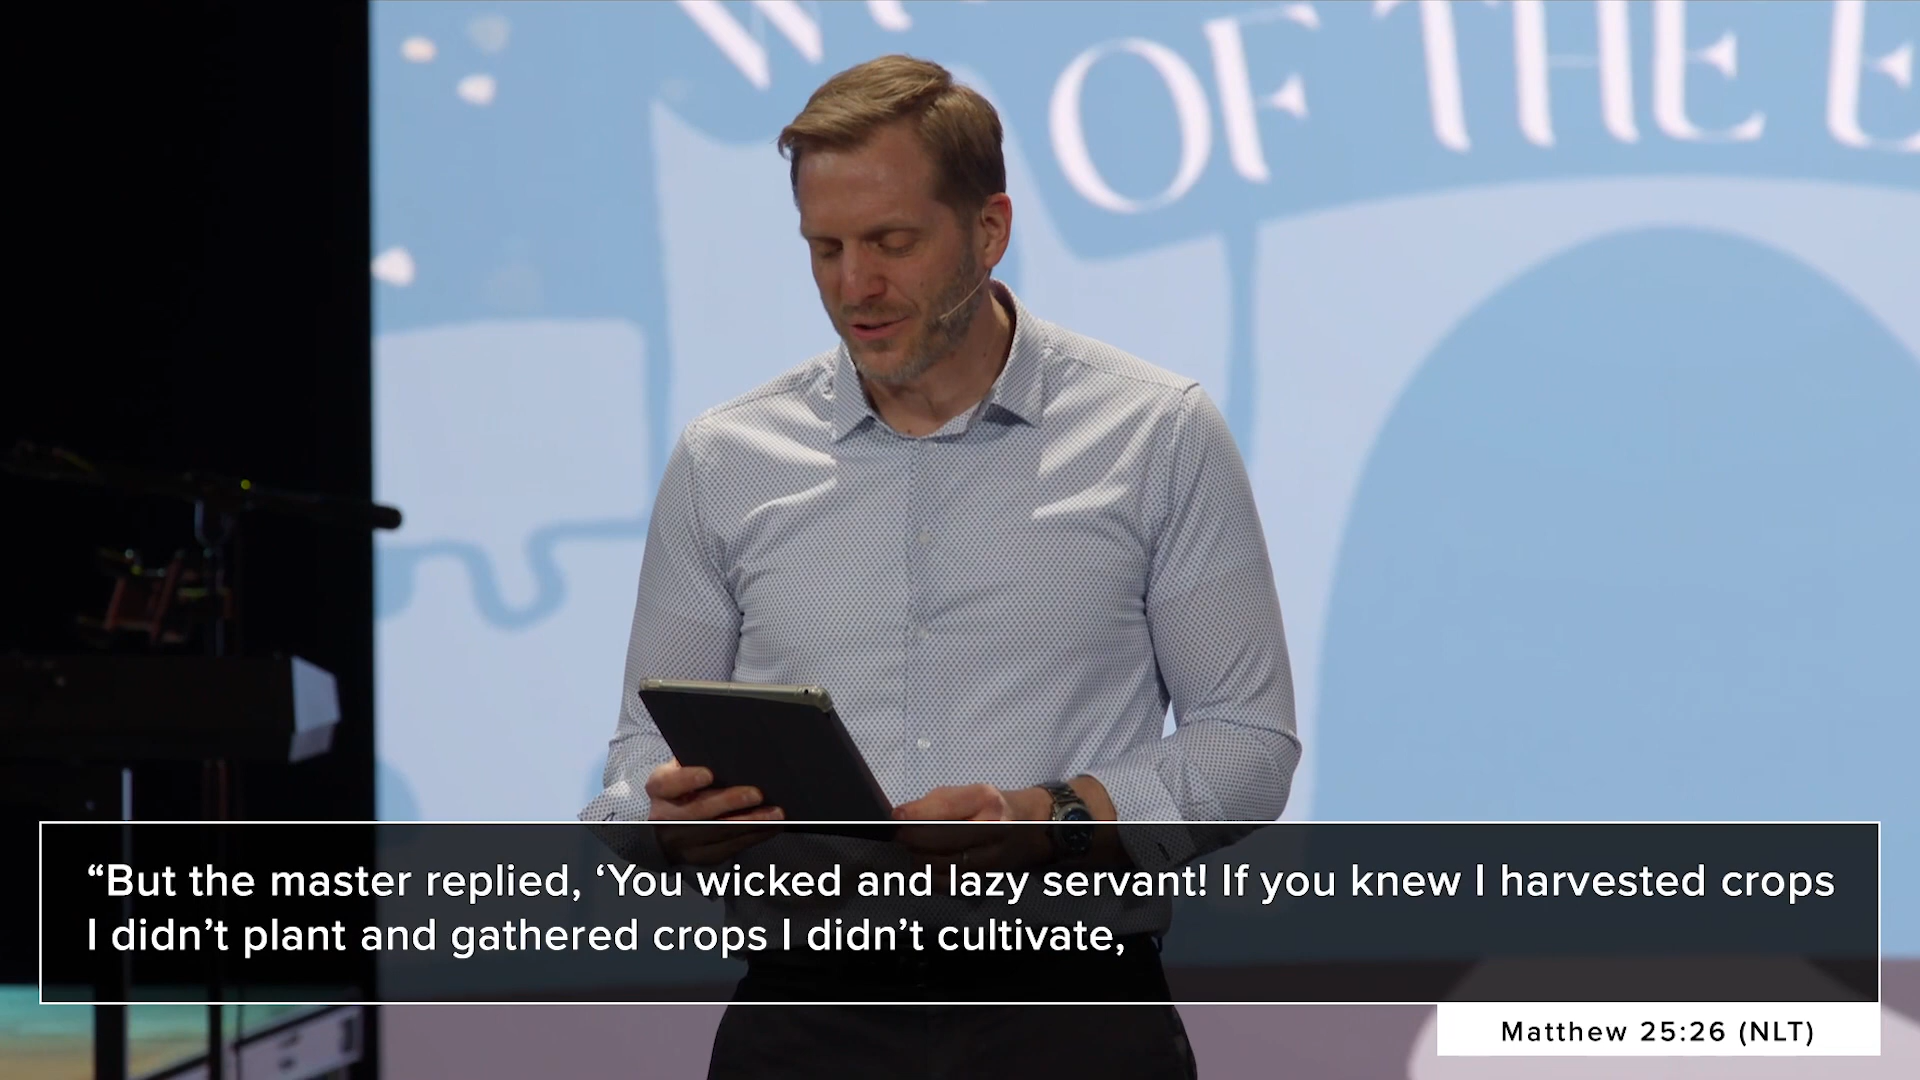 OF THE
“But the master replied, ‘You wicked and lazy servant! If you knew I harvested crops
I didn’t plant and gathered crops I didn’t cultivate,
Matthew 25:26 (NLT)